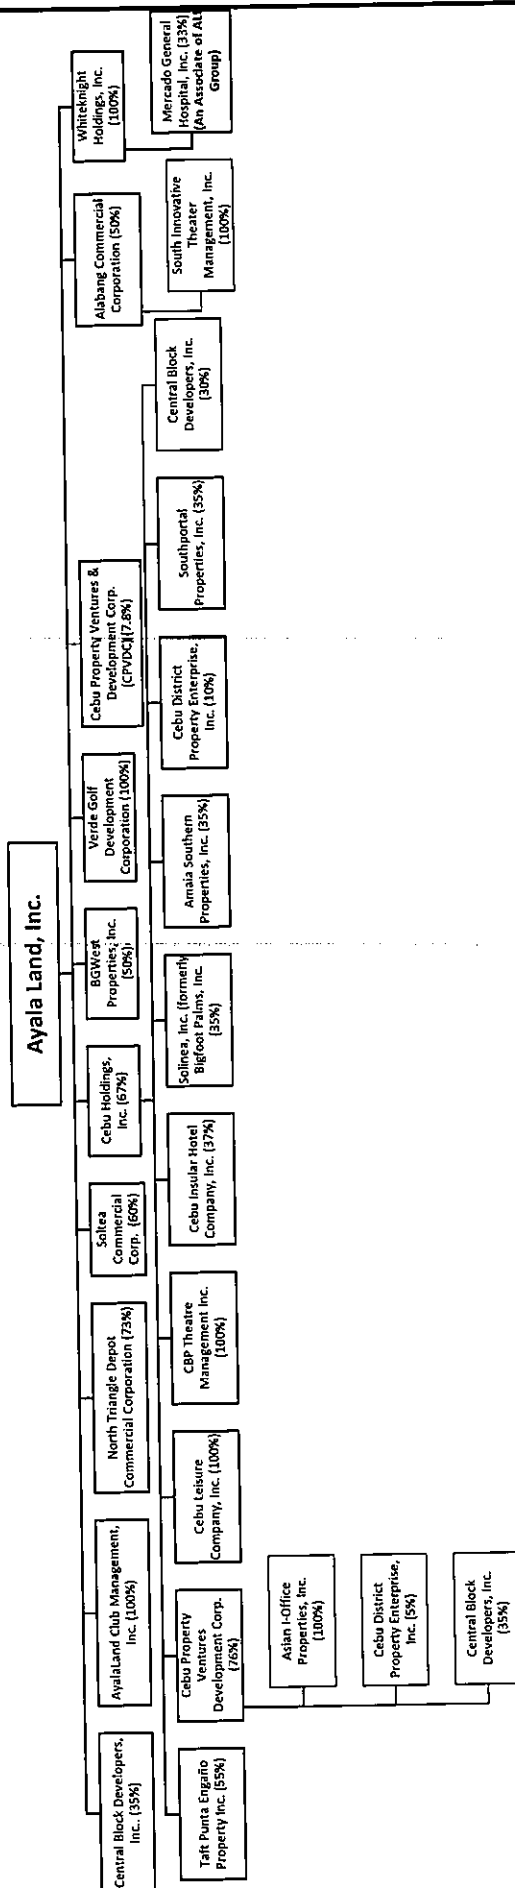 Ayala Land, Inc.
Central Block Developers,
Inc.. (35%)
AyalaLand Club Management,
Inc. (100%)
North Triangle Depot
Commercial Corporation (73%)
Soltea
Commercial
Corp. (60%)
Cebu Holdings,
Inc. (67%)
BGWest
Properties, Inc.
(50%)
Verde Golf
Development
Corporation (100%)
Cebu Property Ventures &
Development Corp.
(CPVDC)(7.8%)
Alabang Commercial
Corporation (50%)
Whiteknight
Holdings, Inc.
(100%)
Taft Punta Engaño
Property Inc. (55%)
Cebu Property
Ventures
Development Corp.
(76%)
Cebu Leisure
Company, Inc. (100%)
CBP Theatre
Management Inc.
(100%)
Cebu Insular Hotel
Company, Inc. (37%)
Solinea, Inc. (formerly
Bigfoot Palms, Inc.
(35%)
Amaia Southern
Properties, Inc. (35%)
Cebu District
Property Enterprise,
Inc. (10%)
Southportal
Properties, Inc. (35%)
Central Block
Developers, Inc.
(30%)
South Innovative
Theater
Management, Inc.
(100%)
Mercado General
Hospital, Inc. (33%)
(An Associate of ALI
Group)
Asian I-Office
Properties, Inc.
(100%)
Cebu District
Property Enterprise,
Inc. (5%)
Central Block
Developers, Inc.
(35%)